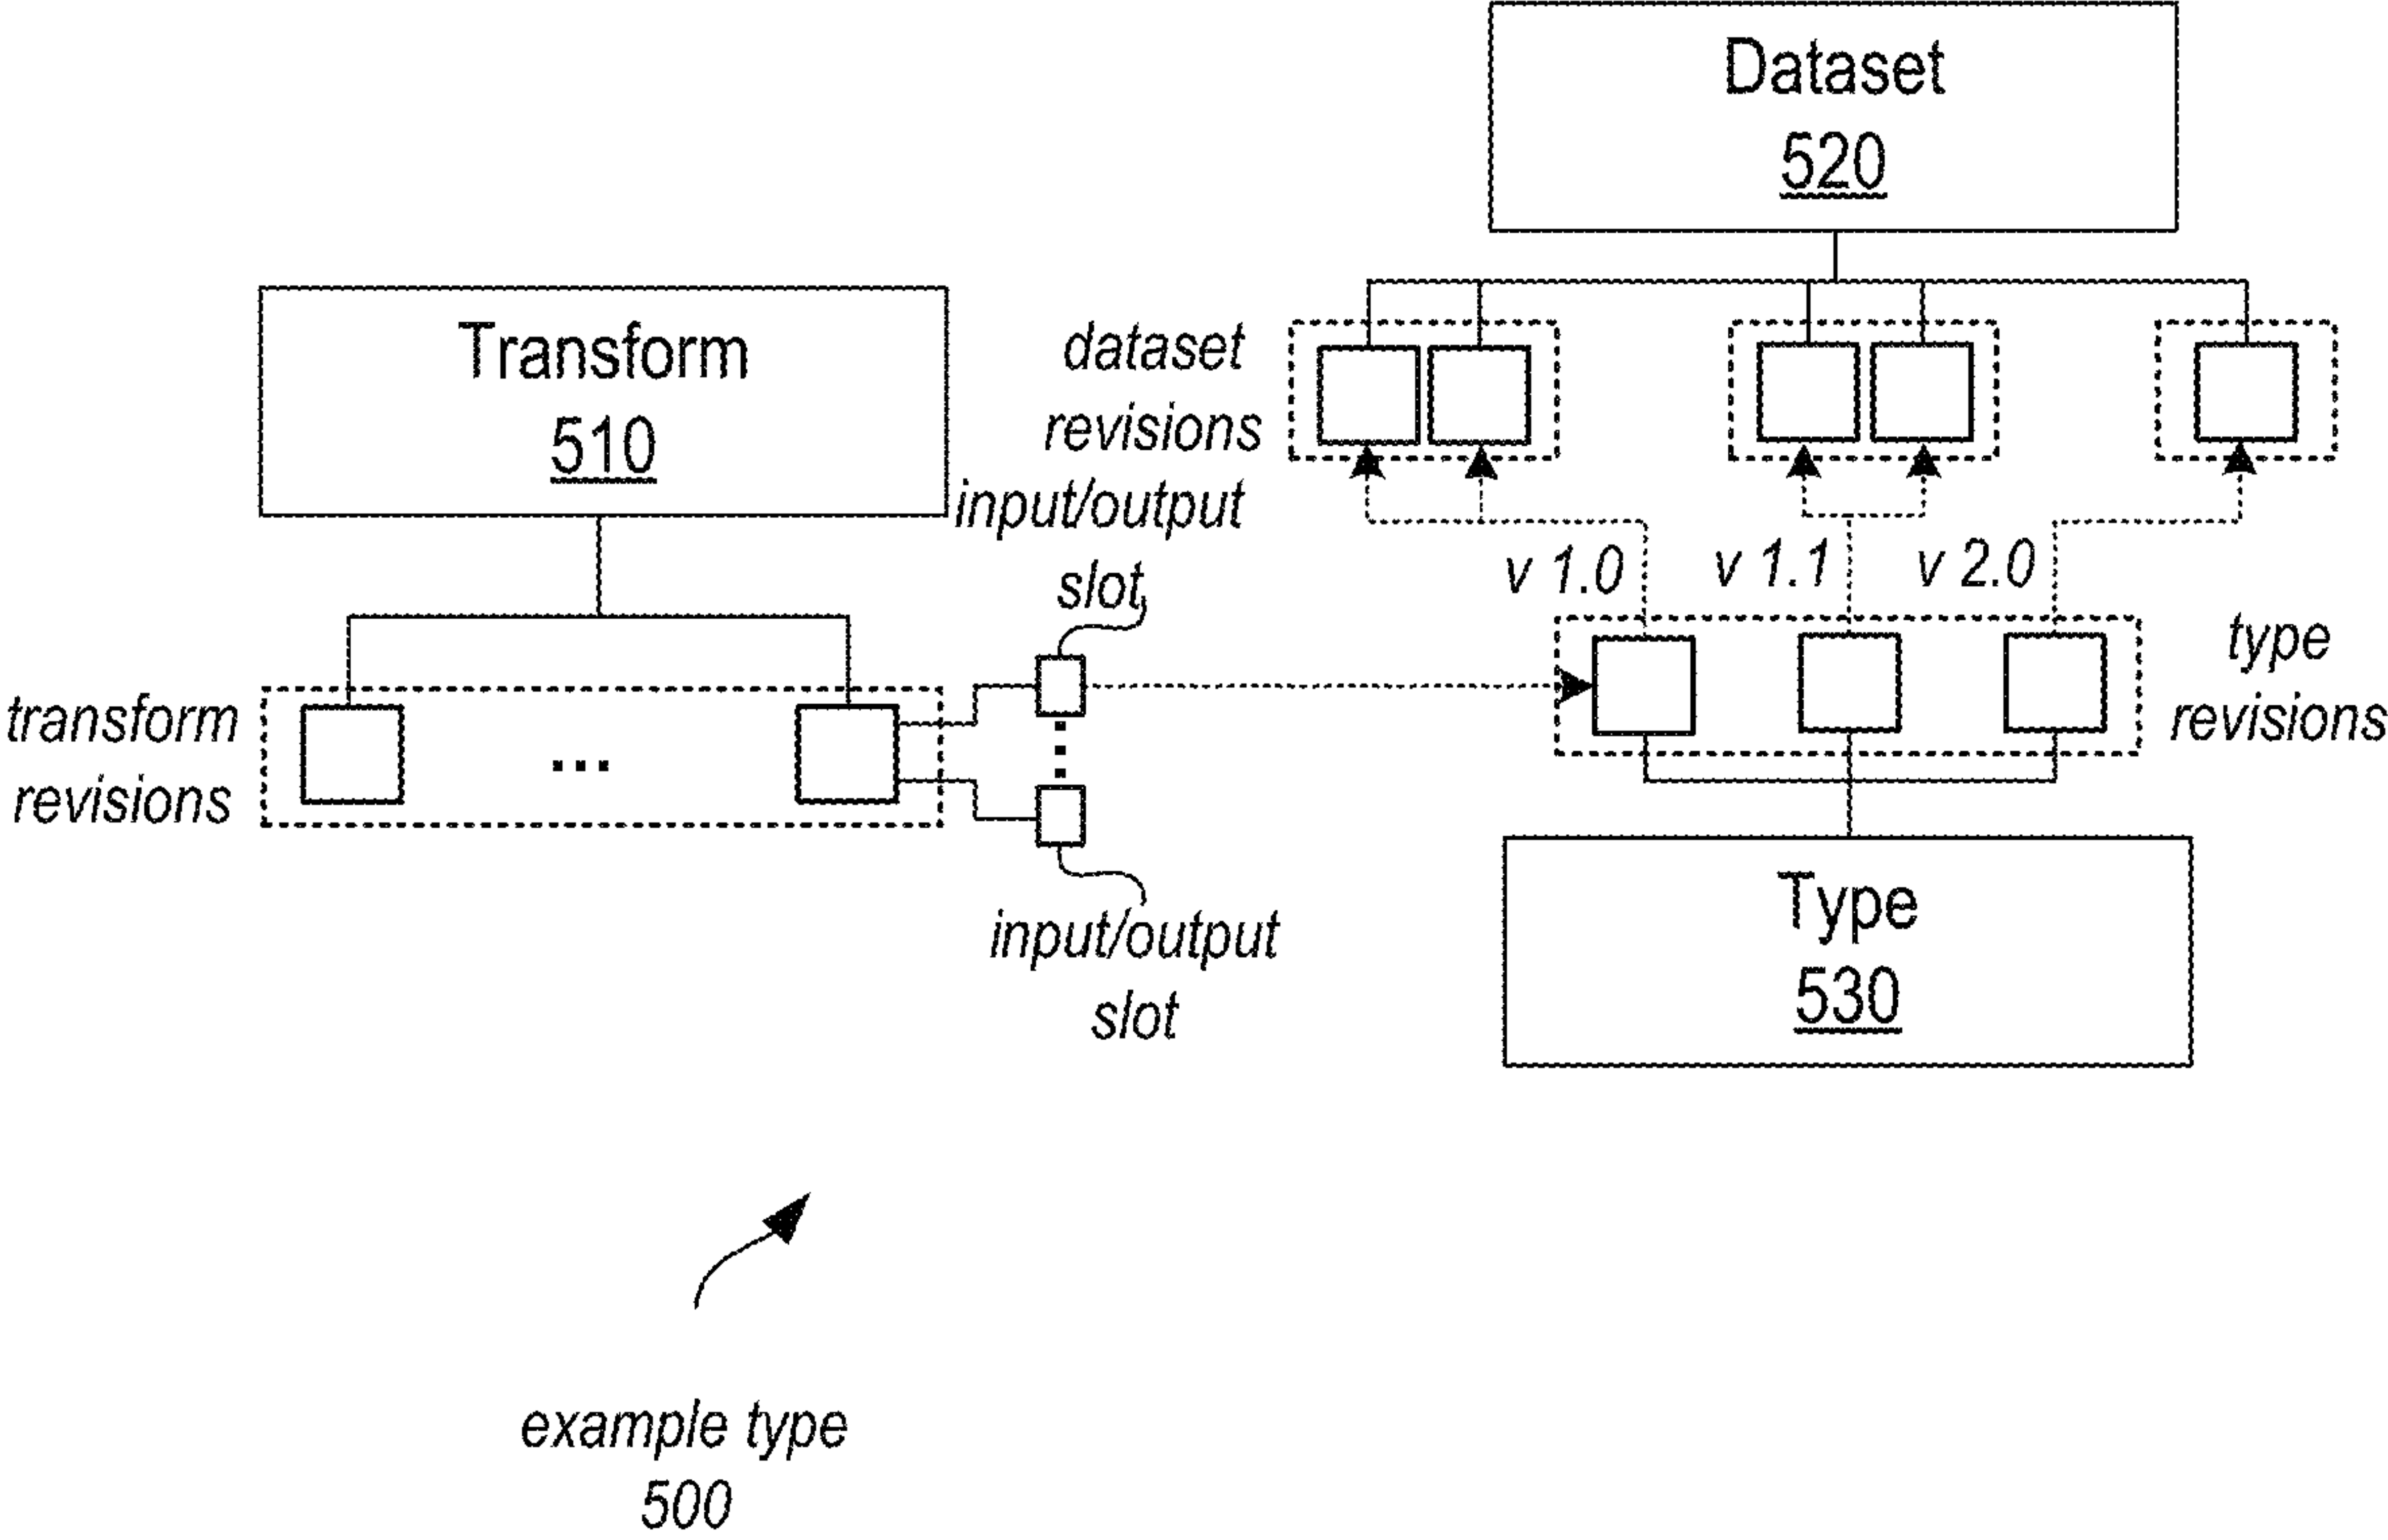 Dataset
520
Transform
510
dataset
revisions
input/output
slot
v 1.0
v 1.1
v 2.0
type
revisions
transform
revisions
...
input/output
slot
Type
530
example type
500